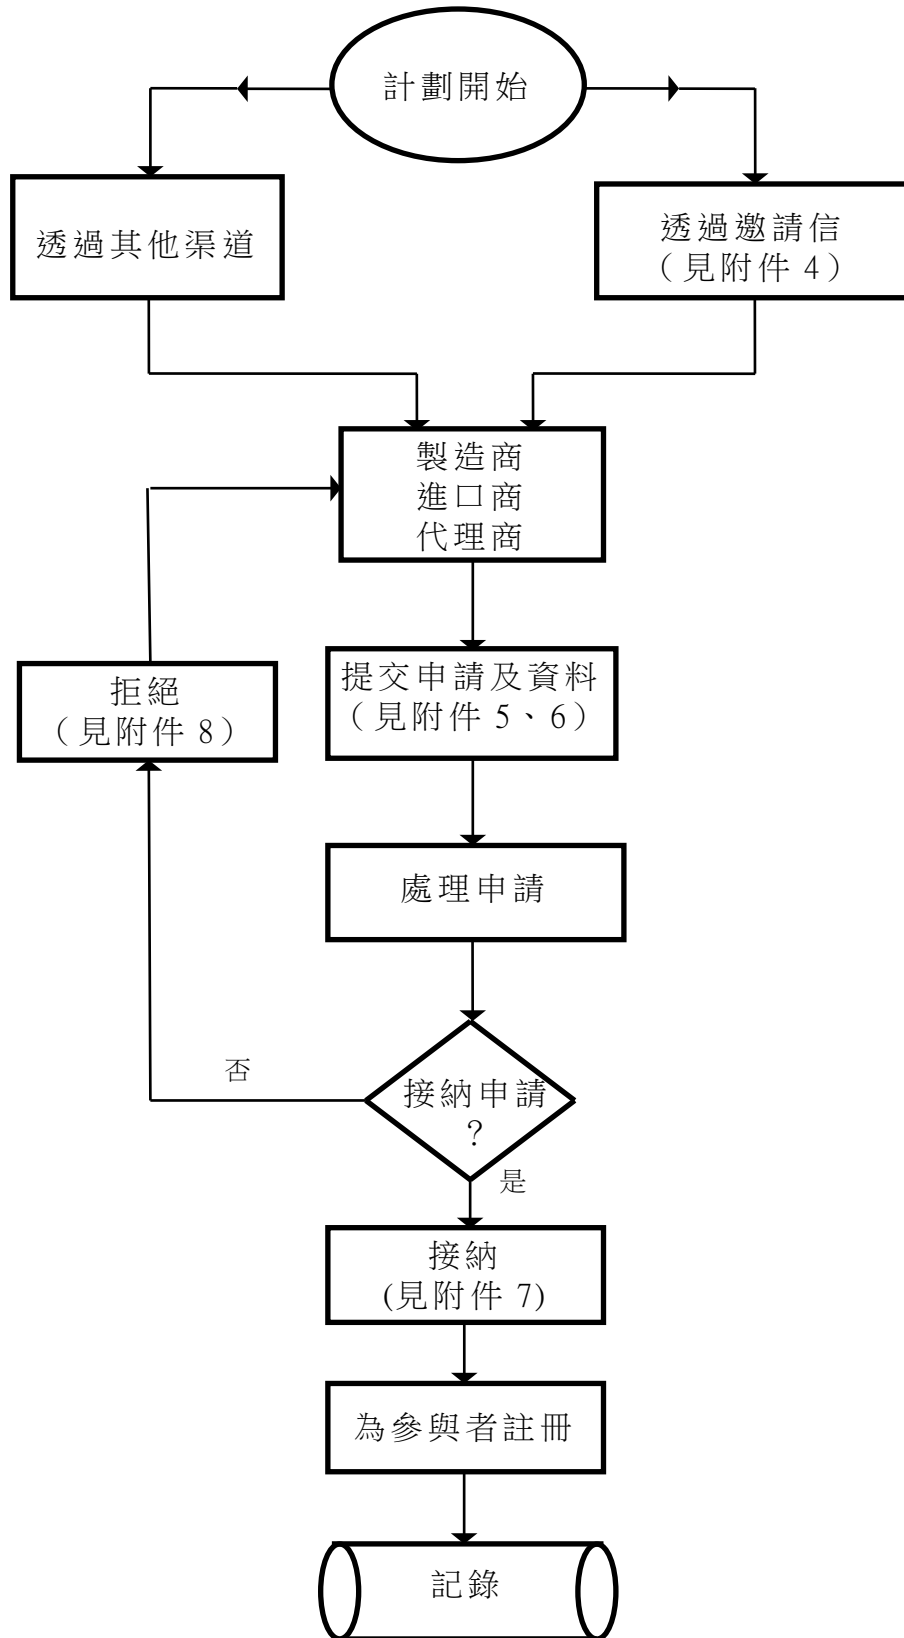 計劃開始
透過其他渠道
透過邀請信
（見附件 4）
製造商
進口商
代理商
拒絕
（見附件 8）
提交申請及資料
（見附件 5、6）
處理申請
否
接納申請
？
是
接納
(見附件 7)
為參與者註冊
記錄